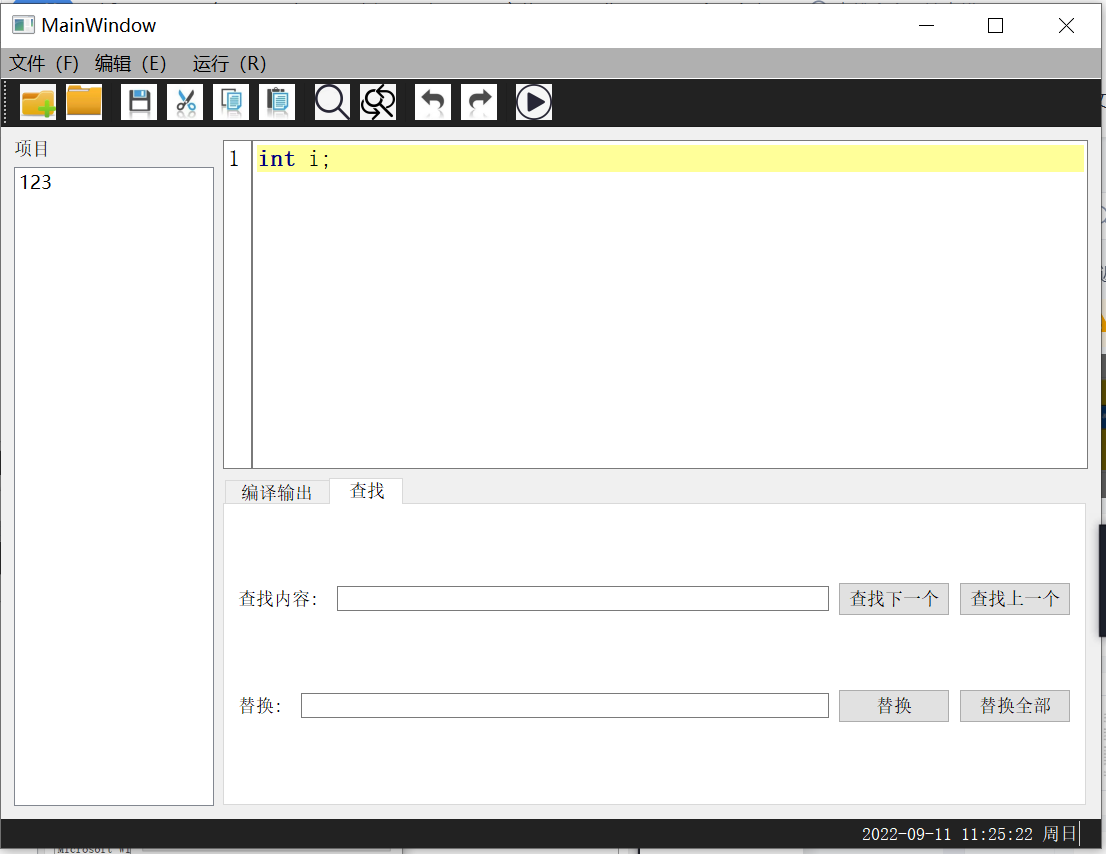 MainWindow
文件（F） 编辑（E） 运行（R）
项目
123
1 int i;
编译输出 查找
查找内容： 查找下一个 查找上一个
替换： 替换 替换全部
2022-09-11 11:25:22 周日